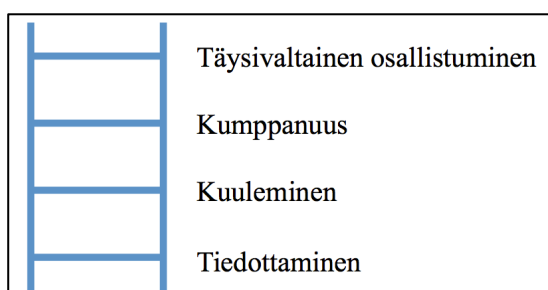 Täysivaltainen osallistuminen
Kumppanuus
Kuuleminen
Tiedottaminen